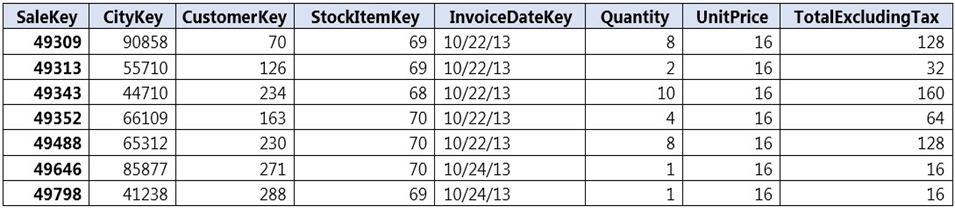 SaleKey CityKey CustomerKey StockItemKey InvoiceDateKey Quantity UnitPrice TotalExcludingTax
49309 90858 70 69 10/22/13 8 16 128
49313 55710 126 69 10/22/13 2 16 32
49343 44710 234 68 10/22/13 10 16 160
49352 66109 163 70 10/22/13 4 16 64
49488 65312 230 70 10/22/13 8 16 128
49646 85877 271 70 10/24/13 1 16 16
49798 41238 288 69 10/24/13 1 16 16